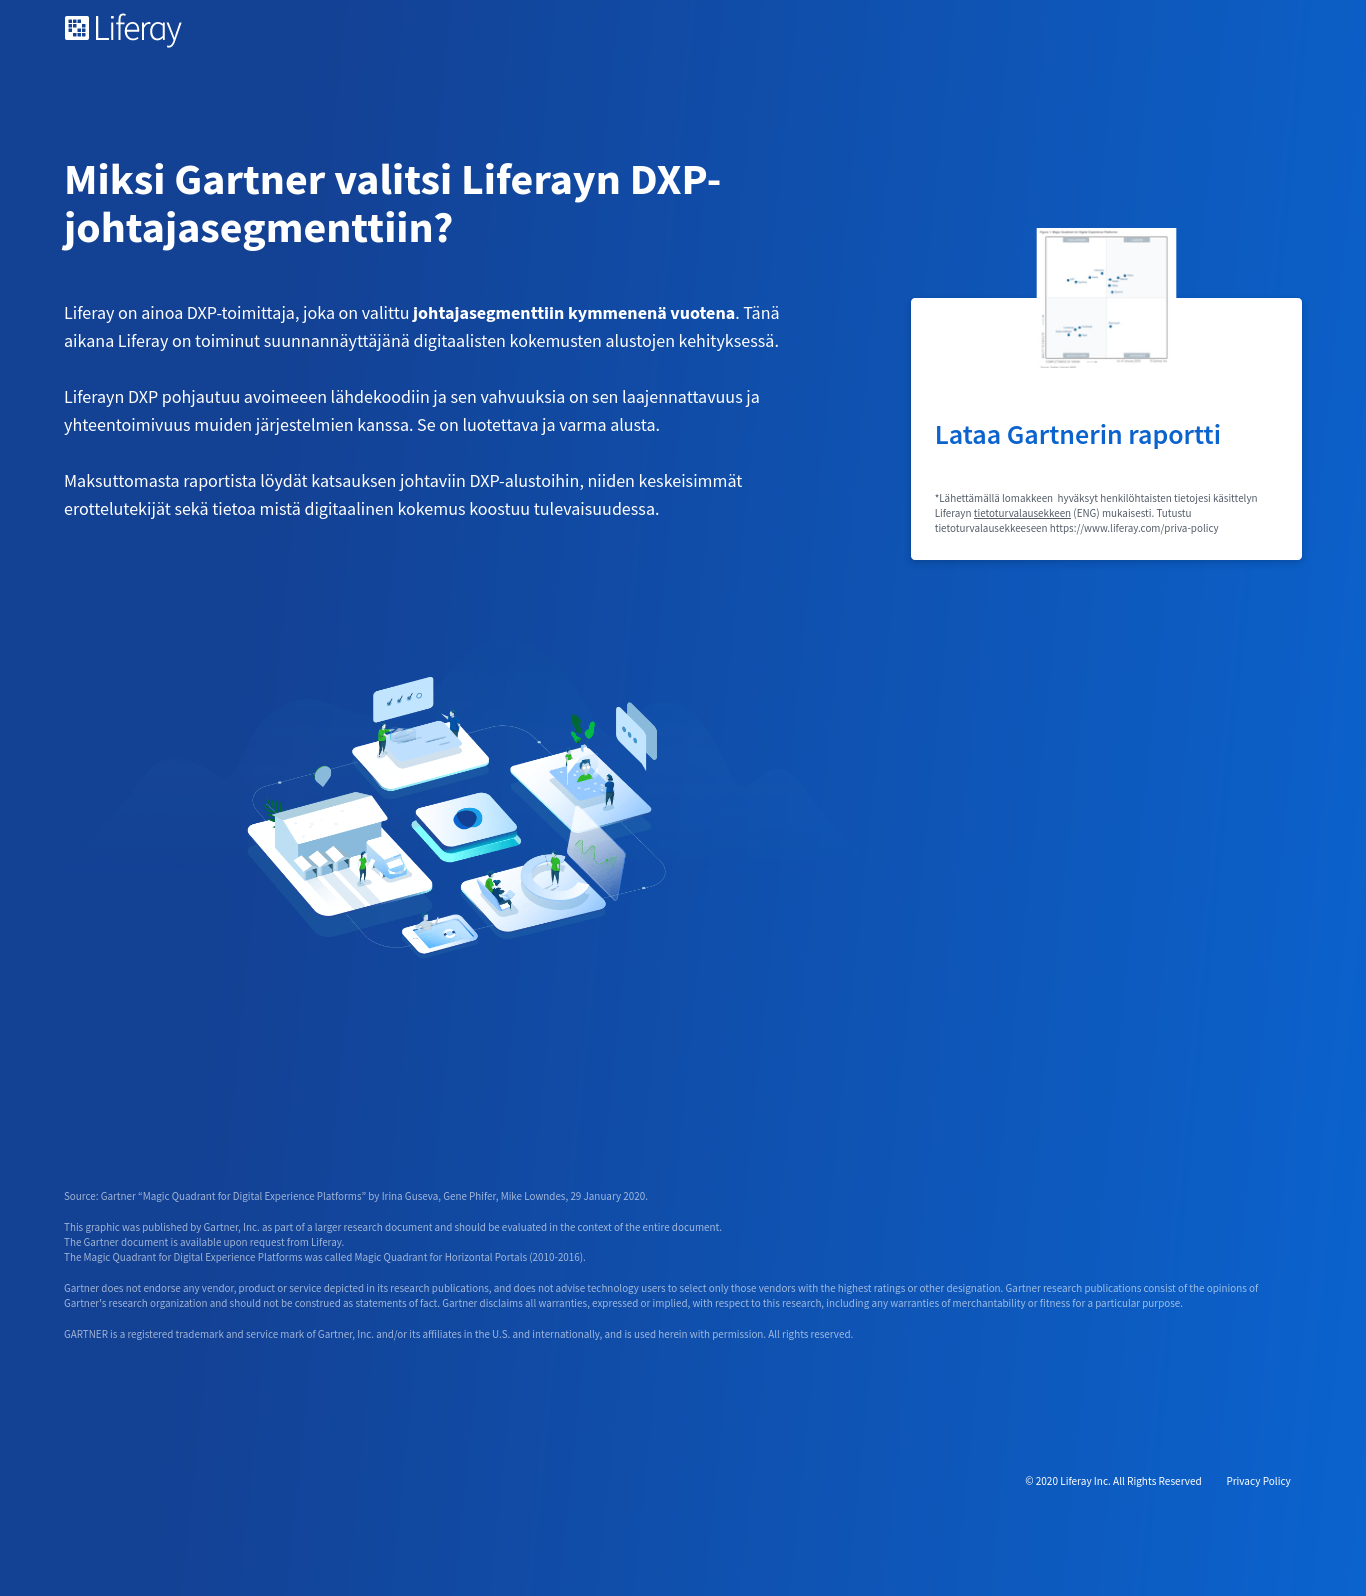 Liferay
Miksi Gartner valitsi Liferayn DXP-
johtajasegmenttiin?
Liferay on ainoa DXP-toimittaja, joka on valittu johtajasegmenttiin kymmenenä vuotena. Tänä
aikana Liferay on toiminut suunnannäyttäjänä digitaalisten kokemusten alustojen kehityksessä.
Liferayn DXP pohjautuu avoimeeen lähdekoodiin ja sen vahvuuksia on sen laajennattavuus ja
yhteentoimivuus muiden järjestelmien kanssa. Se on luotettava ja varma alusta.
Maksuttomasta raportista löydät katsauksen johtaviin DXP-alustoihin, niiden keskeisimmät
erottelutekijät sekä tietoa mistä digitaalinen kokemus koostuu tulevaisuudessa.
Lataa Gartnerin raportti
*Lähettämällä lomakkeen  hyväksyt henkilöhtaisten tietojesi käsittelyn
Liferayn tietoturvalausekkeen (ENG) mukaisesti. Tutustu
tietoturvalausekkeeseen https://www.liferay.com/priva-policy
Source: Gartner “Magic Quadrant for Digital Experience Platforms” by Irina Guseva, Gene Phifer, Mike Lowndes, 29 January 2020.
This graphic was published by Gartner, Inc. as part of a larger research document and should be evaluated in the context of the entire document.
The Gartner document is available upon request from Liferay.
The Magic Quadrant for Digital Experience Platforms was called Magic Quadrant for Horizontal Portals (2010-2016).
Gartner does not endorse any vendor, product or service depicted in its research publications, and does not advise technology users to select only those vendors with the highest ratings or other designation. Gartner research publications consist of the opinions of
Gartner's research organization and should not be construed as statements of fact. Gartner disclaims all warranties, expressed or implied, with respect to this research, including any warranties of merchantability or fitness for a particular purpose.
GARTNER is a registered trademark and service mark of Gartner, Inc. and/or its affiliates in the U.S. and internationally, and is used herein with permission. All rights reserved.
© 2020 Liferay Inc. All Rights Reserved
Privacy Policy